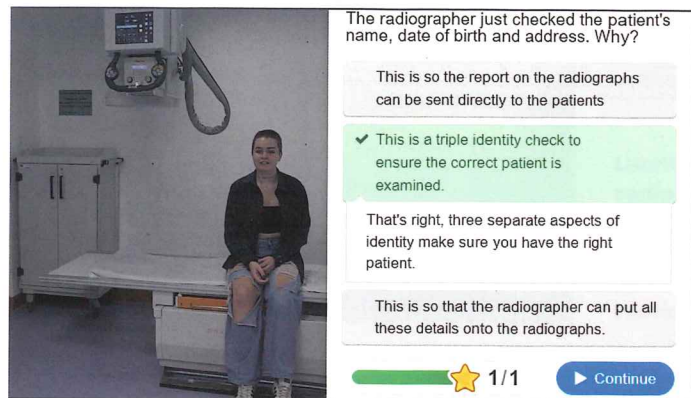 The radiographer just checked the patient's
name, date of birth and address. Why?
This is so the report on the radiographs
can be sent directly to the patients
This is a triple identity check to
ensure the correct patient is
examined.
That's right, three separate aspects of
identity make sure you have the right
patient.
This is so that the radiographer can put all
these details onto the radiographs.
1/1
Continue